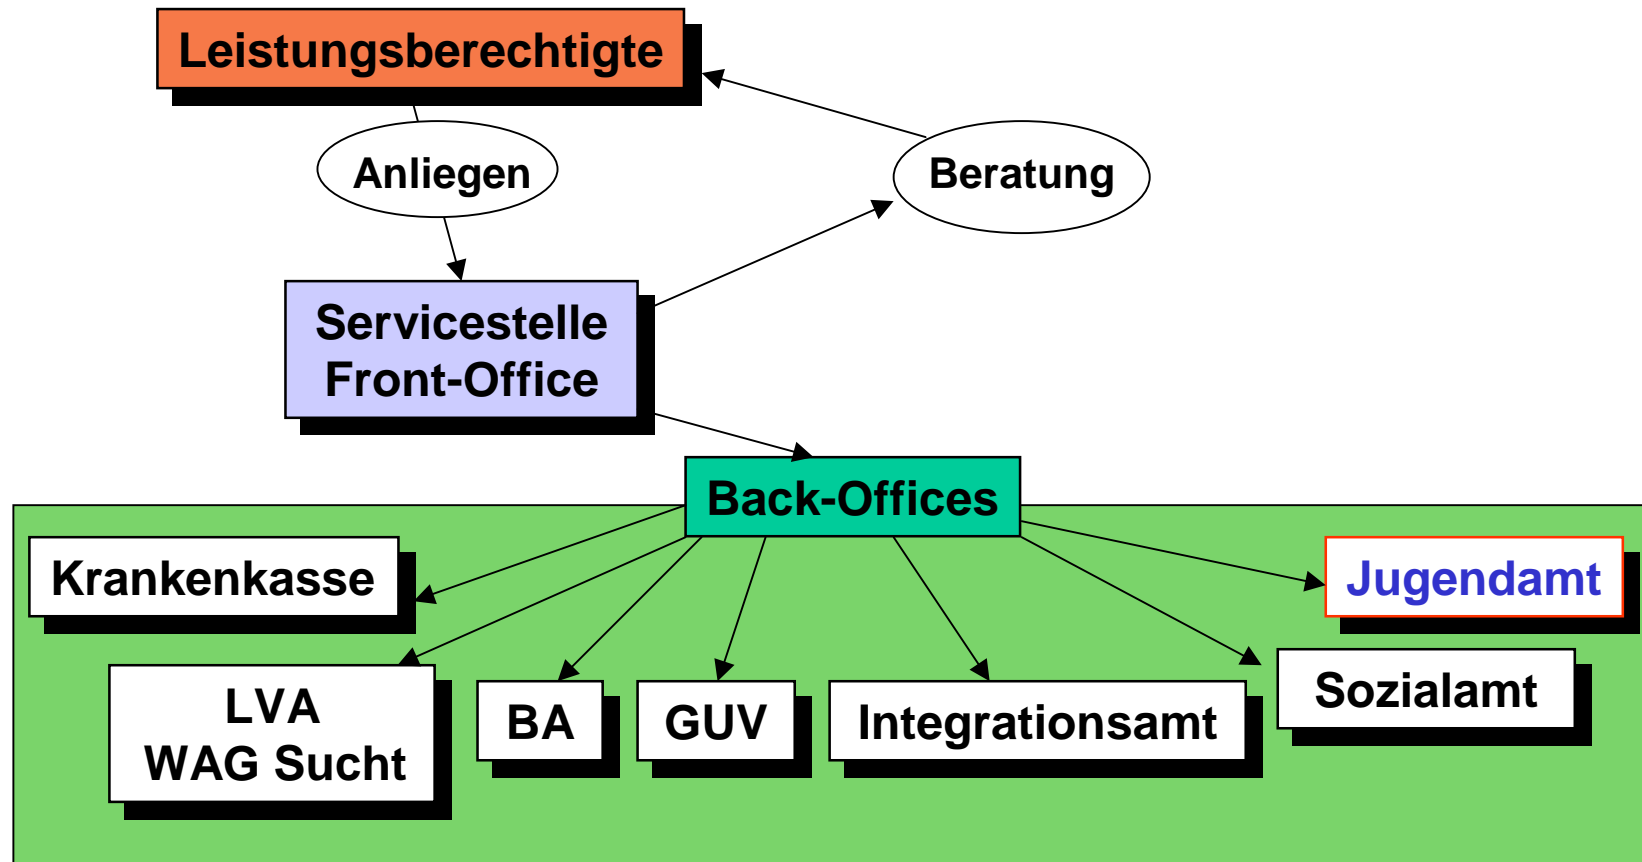 Leistungsberechtigte
Anliegen
Beratung
Servicestelle
Front-Office
Back-Offices
Krankenkasse
Jugendamt
LVA
WAG Sucht
BA
GUV
Integrationsamt
Sozialamt